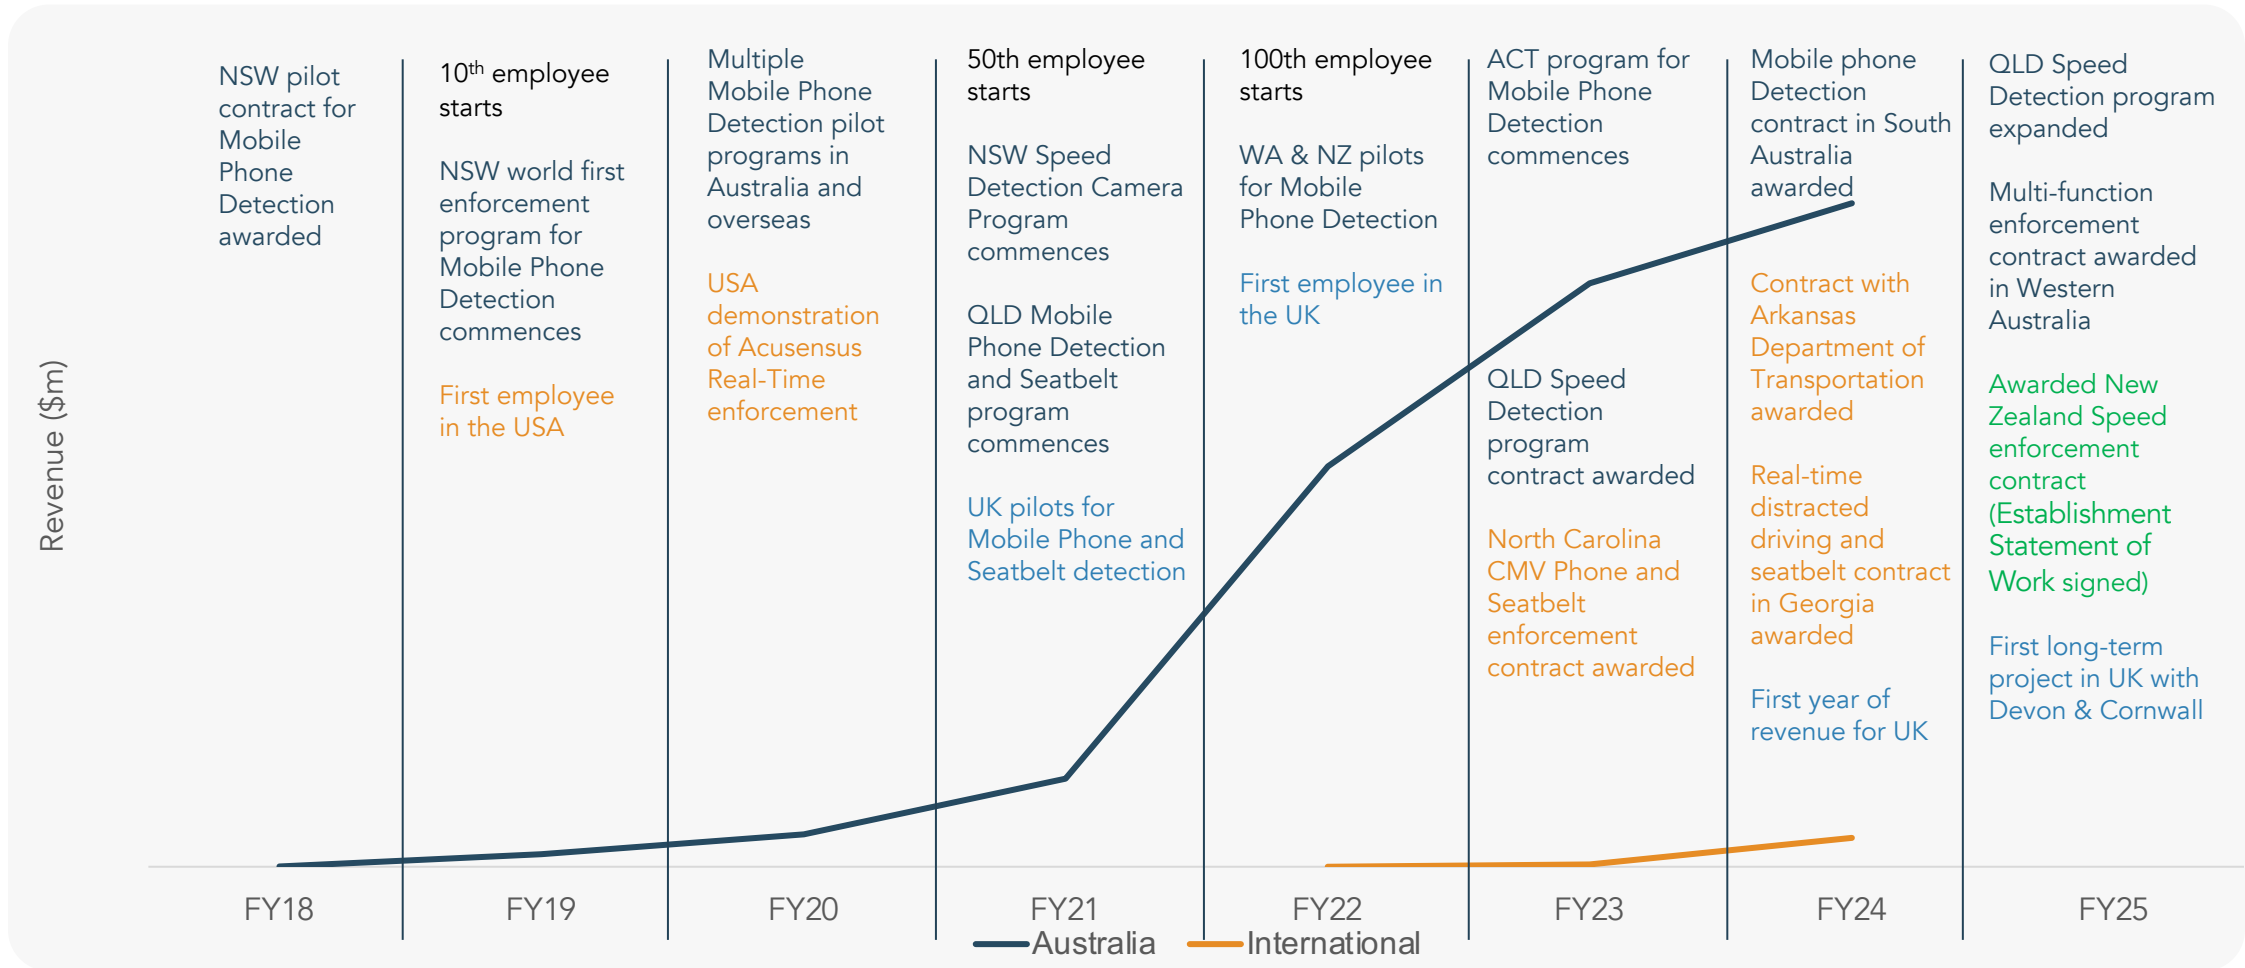 Revenue ($m)
NSW pilot
contract for
Mobile
Phone
Detection
awarded
10th employee
starts
NSW world first
enforcement
program for
Mobile Phone
Detection
commences
First employee
in the USA
Multiple
Mobile Phone
Detection pilot
programs in
Australia and
overseas
USA
demonstration
of Acusensus
Real-Time
enforcement
50th employee
starts
NSW Speed
Detection Camera
Program
commences
QLD Mobile
Phone Detection
and Seatbelt
program
commences
UK pilots for
Mobile Phone and
Seatbelt detection
100th employee
starts
WA & NZ pilots
for Mobile
Phone Detection
First employee in
the UK
ACT program for
Mobile Phone
Detection
commences
QLD Speed
Detection
program
contract awarded
North Carolina
CMV Phone and
Seatbelt
enforcement
contract awarded
Mobile phone
Detection
contract in South
Australia
awarded
Contract with
Arkansas
Department of
Transportation
awarded
Real-time
distracted
driving and
seatbelt contract
in Georgia
awarded
First year of
revenue for UK
QLD Speed
Detection program
expanded
Multi-function
enforcement
contract awarded
in Western
Australia
Awarded New
Zealand Speed
enforcement
contract
(Establishment
Statement of
Work signed)
First long-term
project in UK with
Devon & Cornwall
FY18
FY19
FY20
FY21
FY22
FY23
FY24
FY25
Australia
International